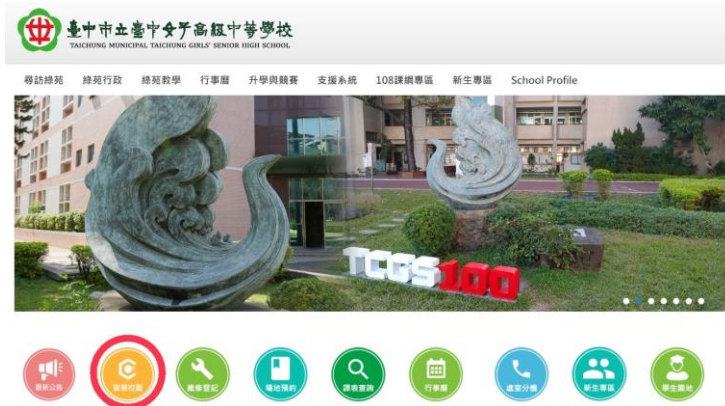 臺中市立臺中女子高級中等學校
TAICHUNG MUNICIPAL TAICHUNG GIRLS' SENIOR HIGH SCHOOL
尋訪綠苑 綠苑行政 綠苑教學 行事曆 升學與競賽 支援系統 108課綱專區 新生專區 School Profile
TCGS100
最新公告 智慧校園 維修登記 場地預約 課表查詢 行事曆 處室分機 新生專區 學生園地